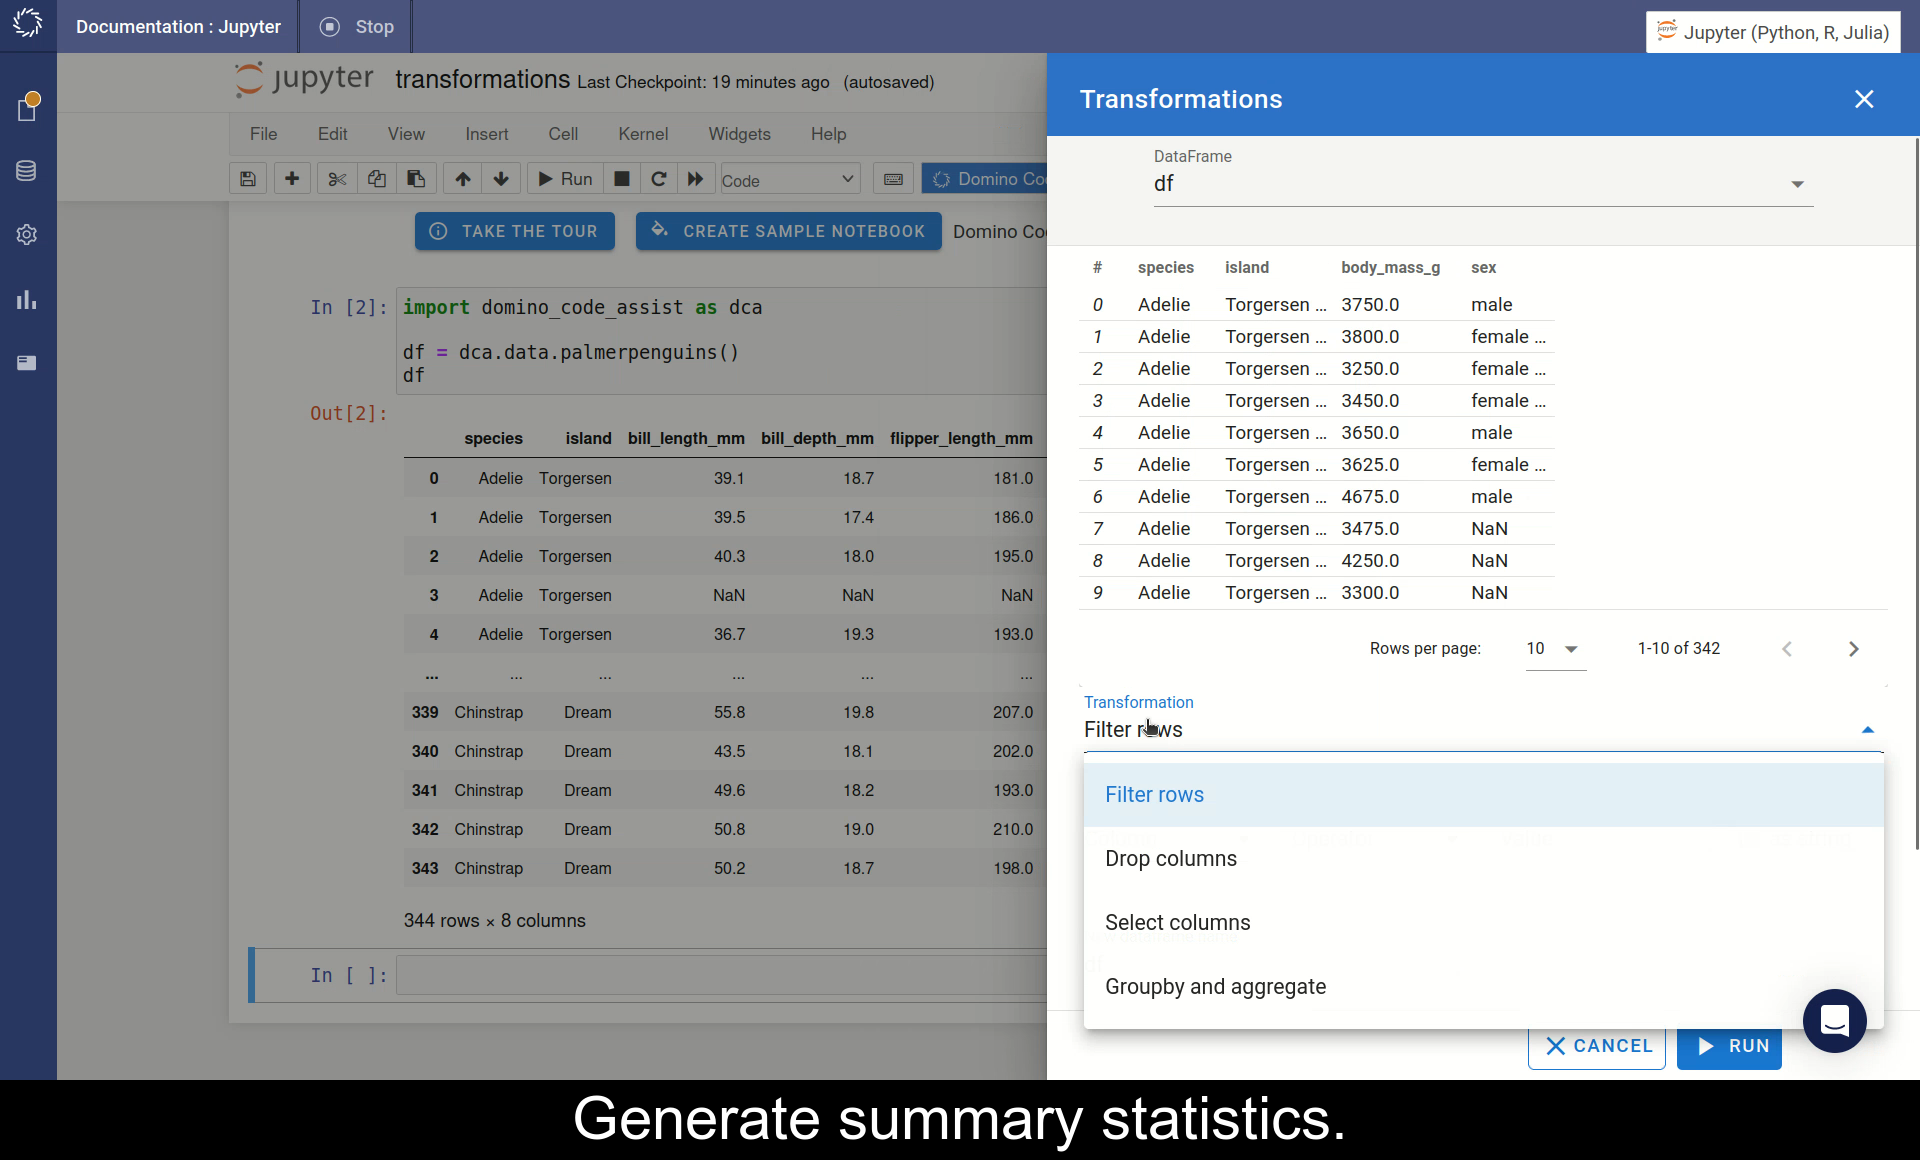 Documentation : Jupyter
Stop
Jupyter (Python, R, Julia)
jupyter transformations Last Checkpoint: 19 minutes ago (autosaved)
File Edit View Insert Cell Kernel Widgets Help
Run
Code
Domino Co
TAKE THE TOUR
CREATE SAMPLE NOTEBOOK
Domino Co
In [2]:
import domino_code_assist as dca
df = dca.data.palmerpenguins()
df
Out[2]:
species island bill_length_mm bill_depth_mm flipper_length_mm
0 Adelie Torgersen 39.1 18.7 181.0
1 Adelie Torgersen 39.5 17.4 186.0
2 Adelie Torgersen 40.3 18.0 195.0
3 Adelie Torgersen NaN NaN NaN
4 Adelie Torgersen 36.7 19.3 193.0
... ... ... ... ... ...
339 Chinstrap Dream 55.8 19.8 207.0
340 Chinstrap Dream 43.5 18.1 202.0
341 Chinstrap Dream 49.6 18.2 193.0
342 Chinstrap Dream 50.8 19.0 210.0
343 Chinstrap Dream 50.2 18.7 198.0
344 rows × 8 columns
In [ ]:
Transformations
DataFrame
df
# species island body_mass_g sex
0 Adelie Torgersen ... 3750.0 male
1 Adelie Torgersen ... 3800.0 female ...
2 Adelie Torgersen ... 3250.0 female ...
3 Adelie Torgersen ... 3450.0 female ...
4 Adelie Torgersen ... 3650.0 male
5 Adelie Torgersen ... 3625.0 female ...
6 Adelie Torgersen ... 4675.0 male
7 Adelie Torgersen ... 3475.0 NaN
8 Adelie Torgersen ... 4250.0 NaN
9 Adelie Torgersen ... 3300.0 NaN
Rows per page: 10 1-10 of 342
Transformation
Filter rows
Filter rows
Drop columns
Select columns
Groupby and aggregate
CANCEL
RUN
Generate summary statistics.